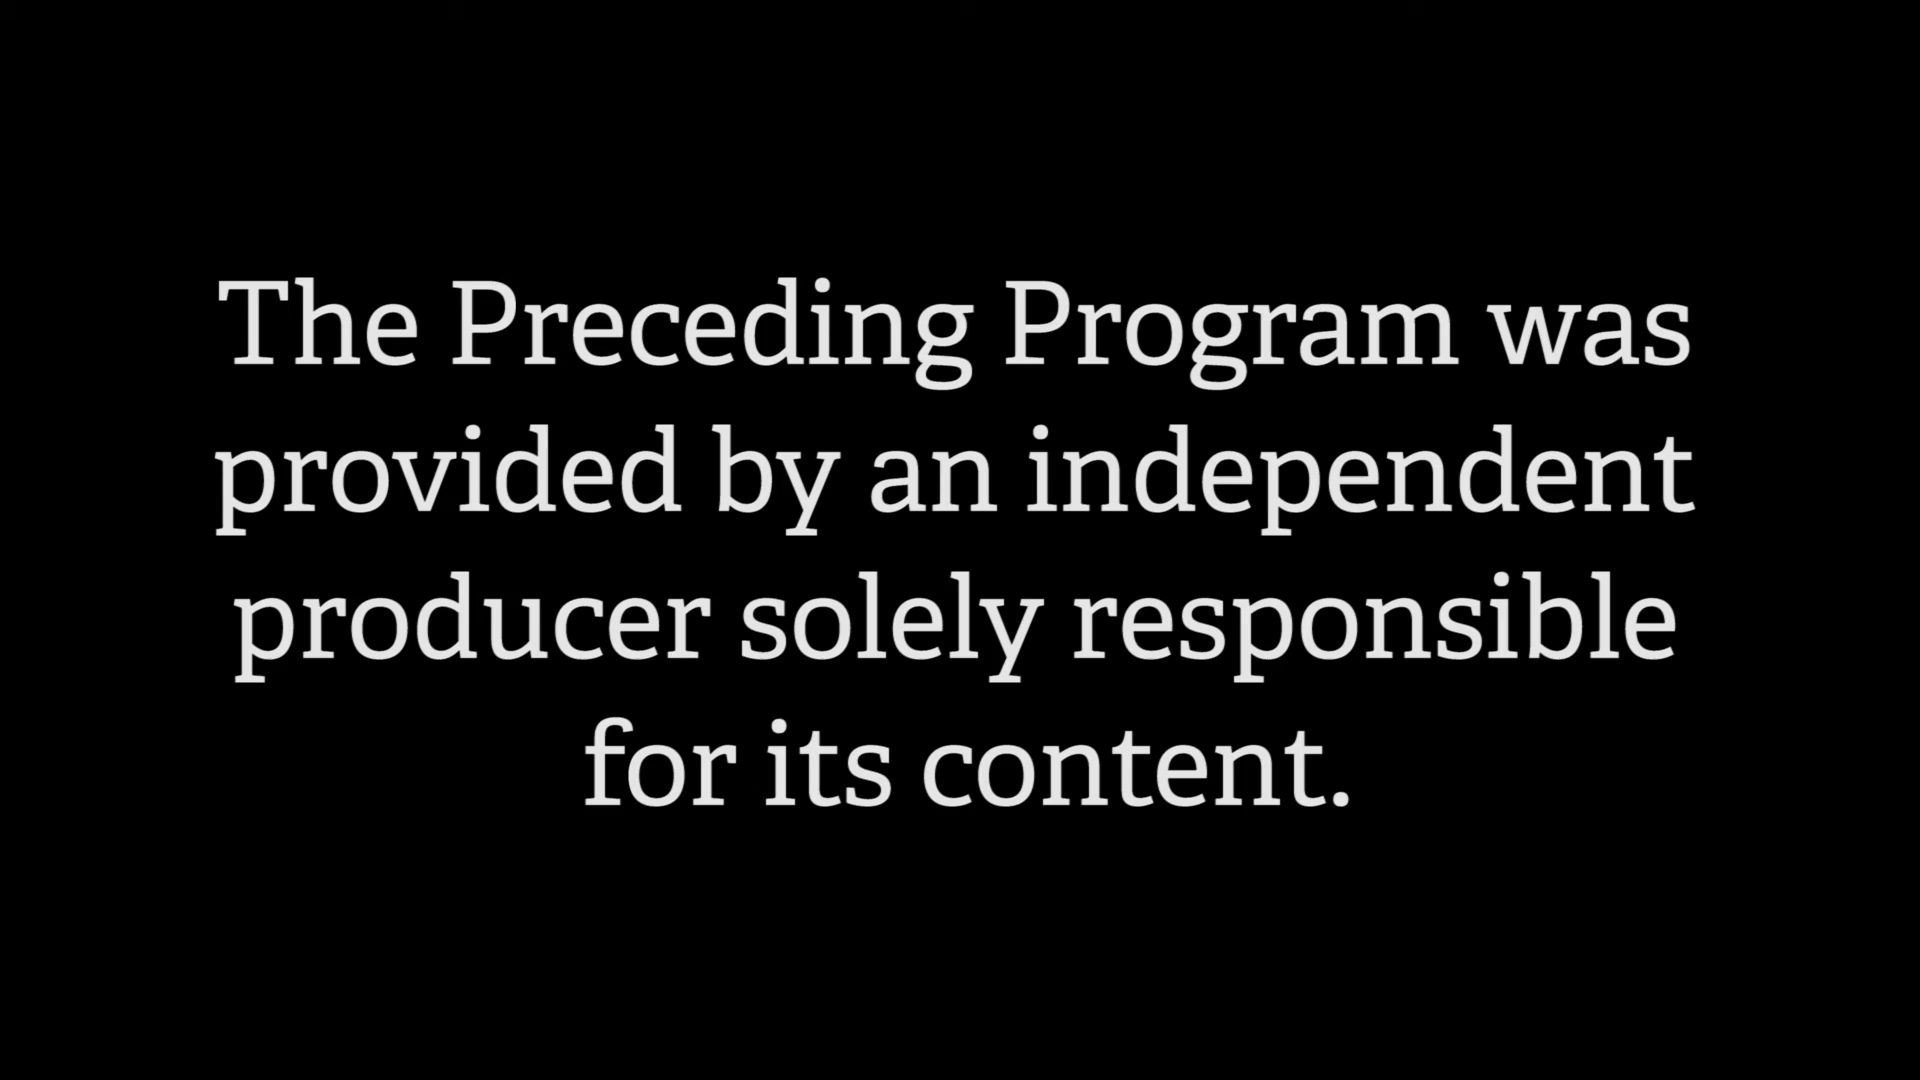 The Preceding Program was
provided by an independent
producer solely responsible
for its content.